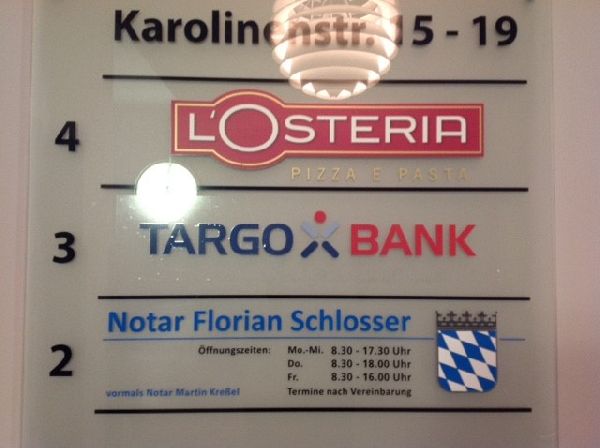 Karolinenstr. 15 - 19
4
L'OSTERIA
PIZZA E PASTA
3
TARGO BANK
2
Notar Florian Schlosser
Öffnungszeiten: Mo.-Mi. 8.30 - 17.30 Uhr
Do. 8.30 - 18.00 Uhr
Fr. 8.30 - 16.00 Uhr
vormals Notar Martin Kreßel Termine nach Vereinbarung